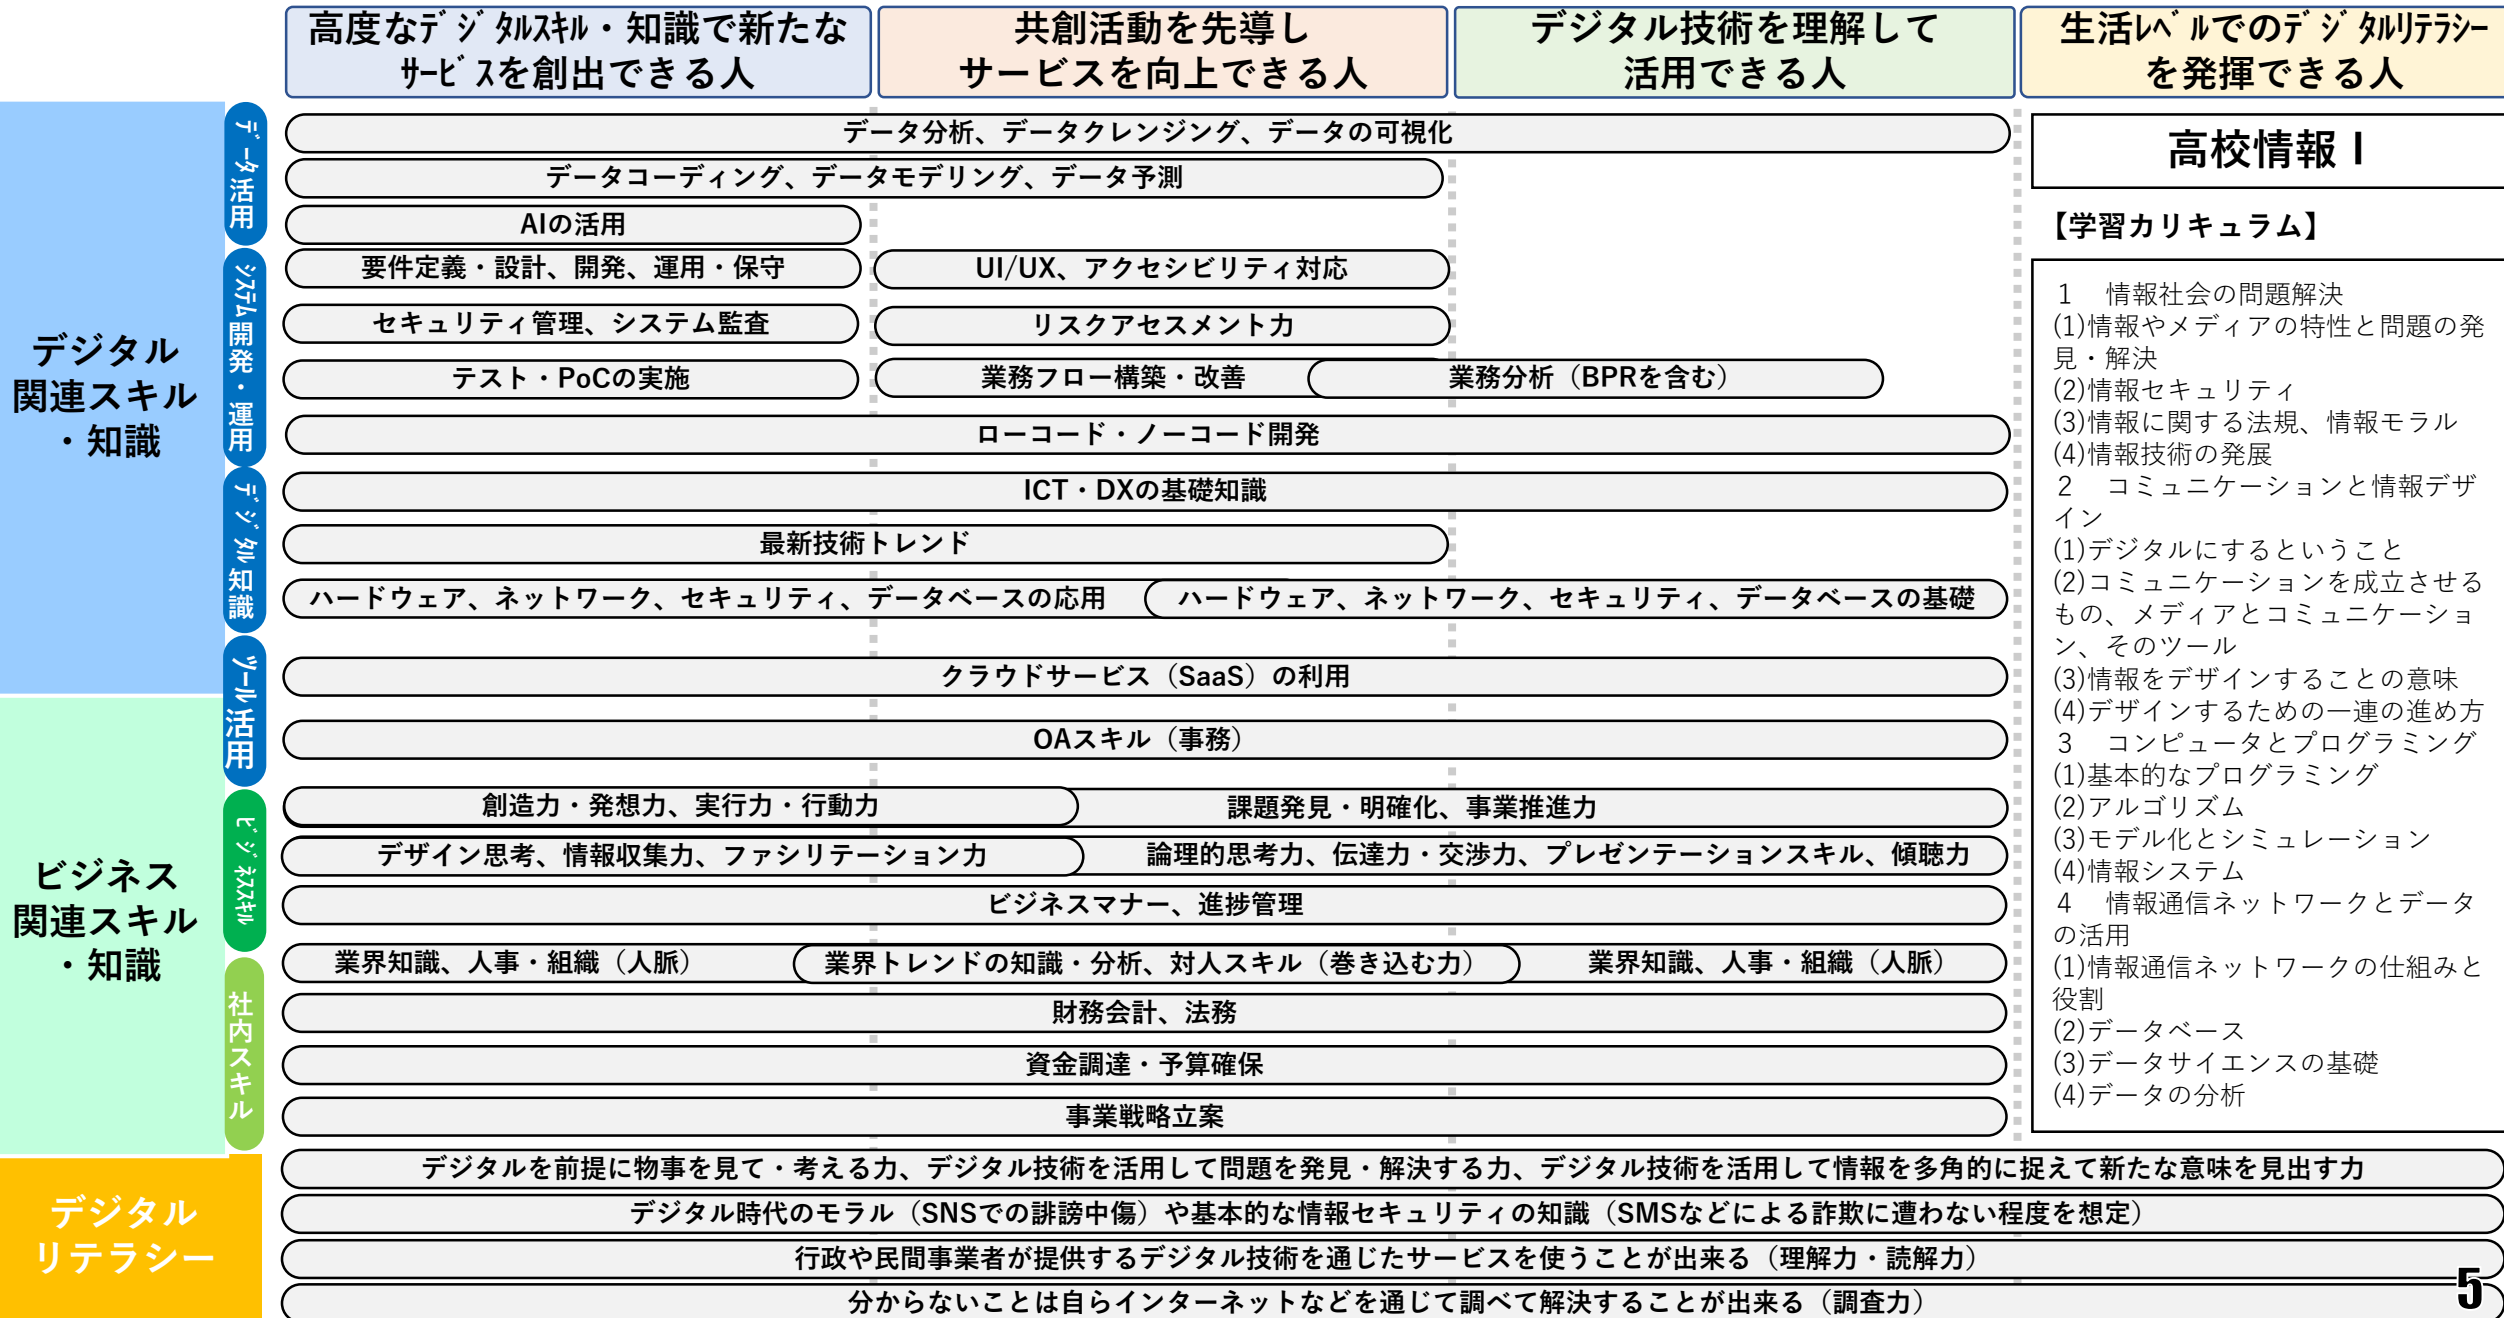 高度なデジタルスキル・知識で新たな
サービスを創出できる人
共創活動を先導し
サービスを向上できる人
デジタル技術を理解して
活用できる人
生活レベルでのデジタルリテラシー
を発揮できる人
デジタル
関連スキル
・知識
データ活用
データ分析、データクレンジング、データの可視化
データコーディング、データモデリング、データ予測
AIの活用
システム開発・運用
要件定義・設計、開発、運用・保守
UI/UX、アクセシビリティ対応
セキュリティ管理、システム監査
リスクアセスメント力
テスト・PoCの実施
業務フロー構築・改善
業務分析（BPRを含む）
ローコード・ノーコード開発
デジタル知識
ICT・DXの基礎知識
最新技術トレンド
ハードウェア、ネットワーク、セキュリティ、データベースの応用
ハードウェア、ネットワーク、セキュリティ、データベースの基礎
ツール活用
クラウドサービス（SaaS）の利用
OAスキル（事務）
ビジネス
関連スキル
・知識
ビジネススキル
創造力・発想力、実行力・行動力
課題発見・明確化、事業推進力
デザイン思考、情報収集力、ファシリテーション力
論理的思考力、伝達力・交渉力、プレゼンテーションスキル、傾聴力
ビジネスマナー、進捗管理
社内スキル
業界知識、人事・組織（人脈）
業界トレンドの知識・分析、対人スキル（巻き込む力）
業界知識、人事・組織（人脈）
財務会計、法務
資金調達・予算確保
事業戦略立案
高校情報Ⅰ
【学習カリキュラム】
１　情報社会の問題解決
(1)情報やメディアの特性と問題の発
見・解決
(2)情報セキュリティ
(3)情報に関する法規、情報モラル
(4)情報技術の発展
２　コミュニケーションと情報デザ
イン
(1)デジタルにするということ
(2)コミュニケーションを成立させる
もの、メディアとコミュニケーショ
ン、そのツール
(3)情報をデザインすることの意味
(4)デザインするための一連の進め方
３　コンピュータとプログラミング
(1)基本的なプログラミング
(2)アルゴリズム
(3)モデル化とシミュレーション
(4)情報システム
４　情報通信ネットワークとデータ
の活用
(1)情報通信ネットワークの仕組みと
役割
(2)データベース
(3)データサイエンスの基礎
(4)データの分析
デジタル
リテラシー
デジタルを前提に物事を見て・考える力、デジタル技術を活用して問題を発見・解決する力、デジタル技術を活用して情報を多角的に捉えて新たな意味を見出す力
デジタル時代のモラル（SNSでの誹謗中傷）や基本的な情報セキュリティの知識（SMSなどによる詐欺に遭わない程度を想定）
行政や民間事業者が提供するデジタル技術を通じたサービスを使うことが出来る（理解力・読解力）
分からないことは自らインターネットなどを通じて調べて解決することが出来る（調査力）
5